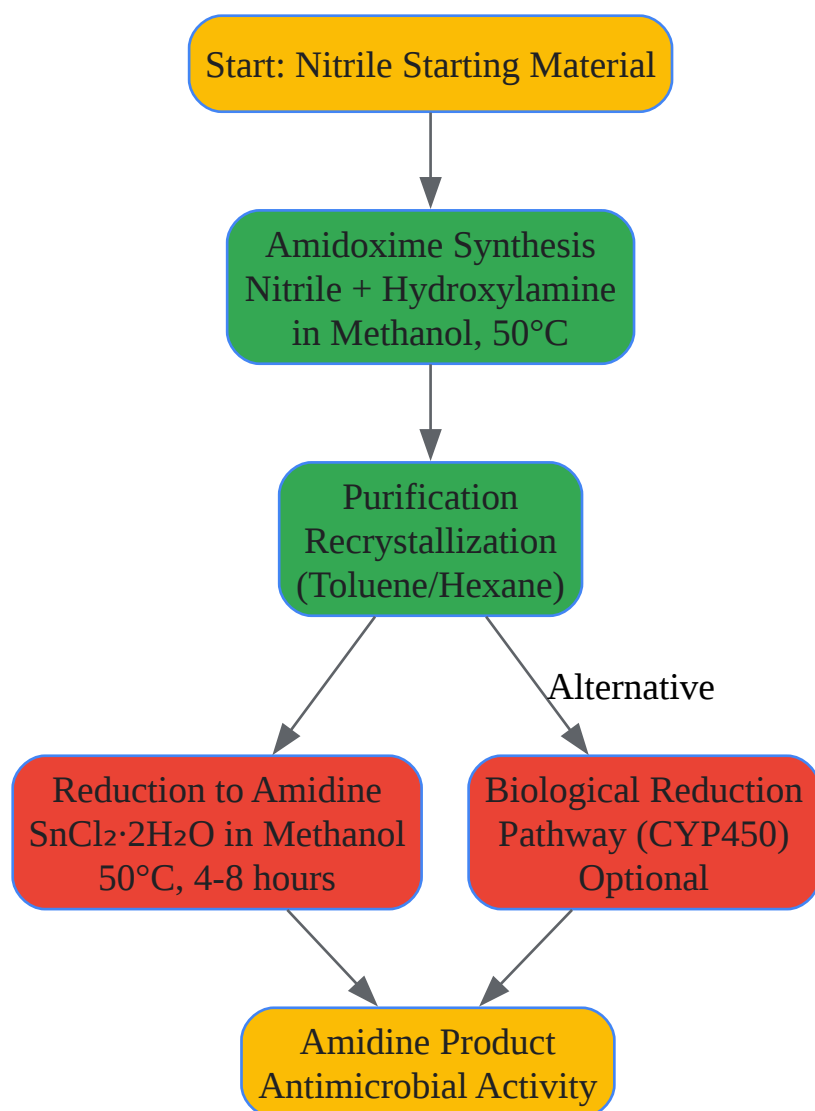 Start: Nitrile Starting Material
Amidoxime Synthesis
Nitrile + Hydroxylamine
in Methanol, 50°C
Purification
Recrystallization
(Toluene/Hexane)
Alternative
Reduction to Amidine
SnCl₂·2H₂O in Methanol
50°C, 4-8 hours
Biological Reduction
Pathway (CYP450)
Optional
Amidine Product
Antimicrobial Activity